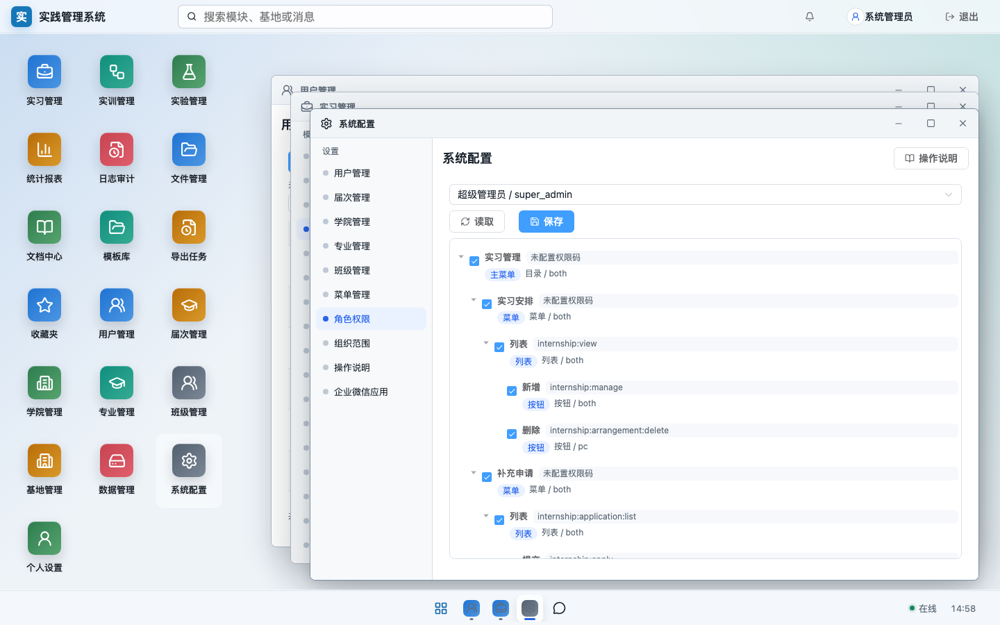 实 实践管理系统
搜索模块、基地或消息
系统管理员
退出
实习管理
实训管理
实验管理
统计报表
日志审计
文件管理
文档中心
模板库
导出任务
收藏夹
用户管理
届次管理
学院管理
专业管理
班级管理
基地管理
数据管理
系统配置
个人设置
用户管理
实习管理
系统配置
设置
用户管理
届次管理
学院管理
专业管理
班级管理
菜单管理
角色权限
组织范围
操作说明
企业微信应用
系统配置
操作说明
超级管理员 / super_admin
读取
保存
实习管理 未配置权限码
主菜单 目录 / both
实习安排 未配置权限码
菜单 菜单 / both
列表 internship:view
列表 列表 / both
新增 internship:manage
按钮 按钮 / both
删除 internship:arrangement:delete
按钮 按钮 / pc
补充申请 未配置权限码
菜单 菜单 / both
列表 internship:application:list
列表 列表 / both
在线
14:58